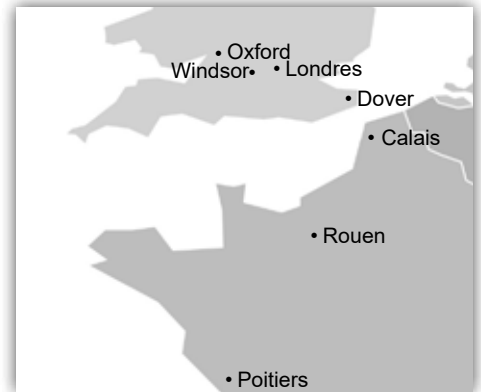 Oxford
Windsor
Londres
Dover
Calais
Rouen
Poitiers